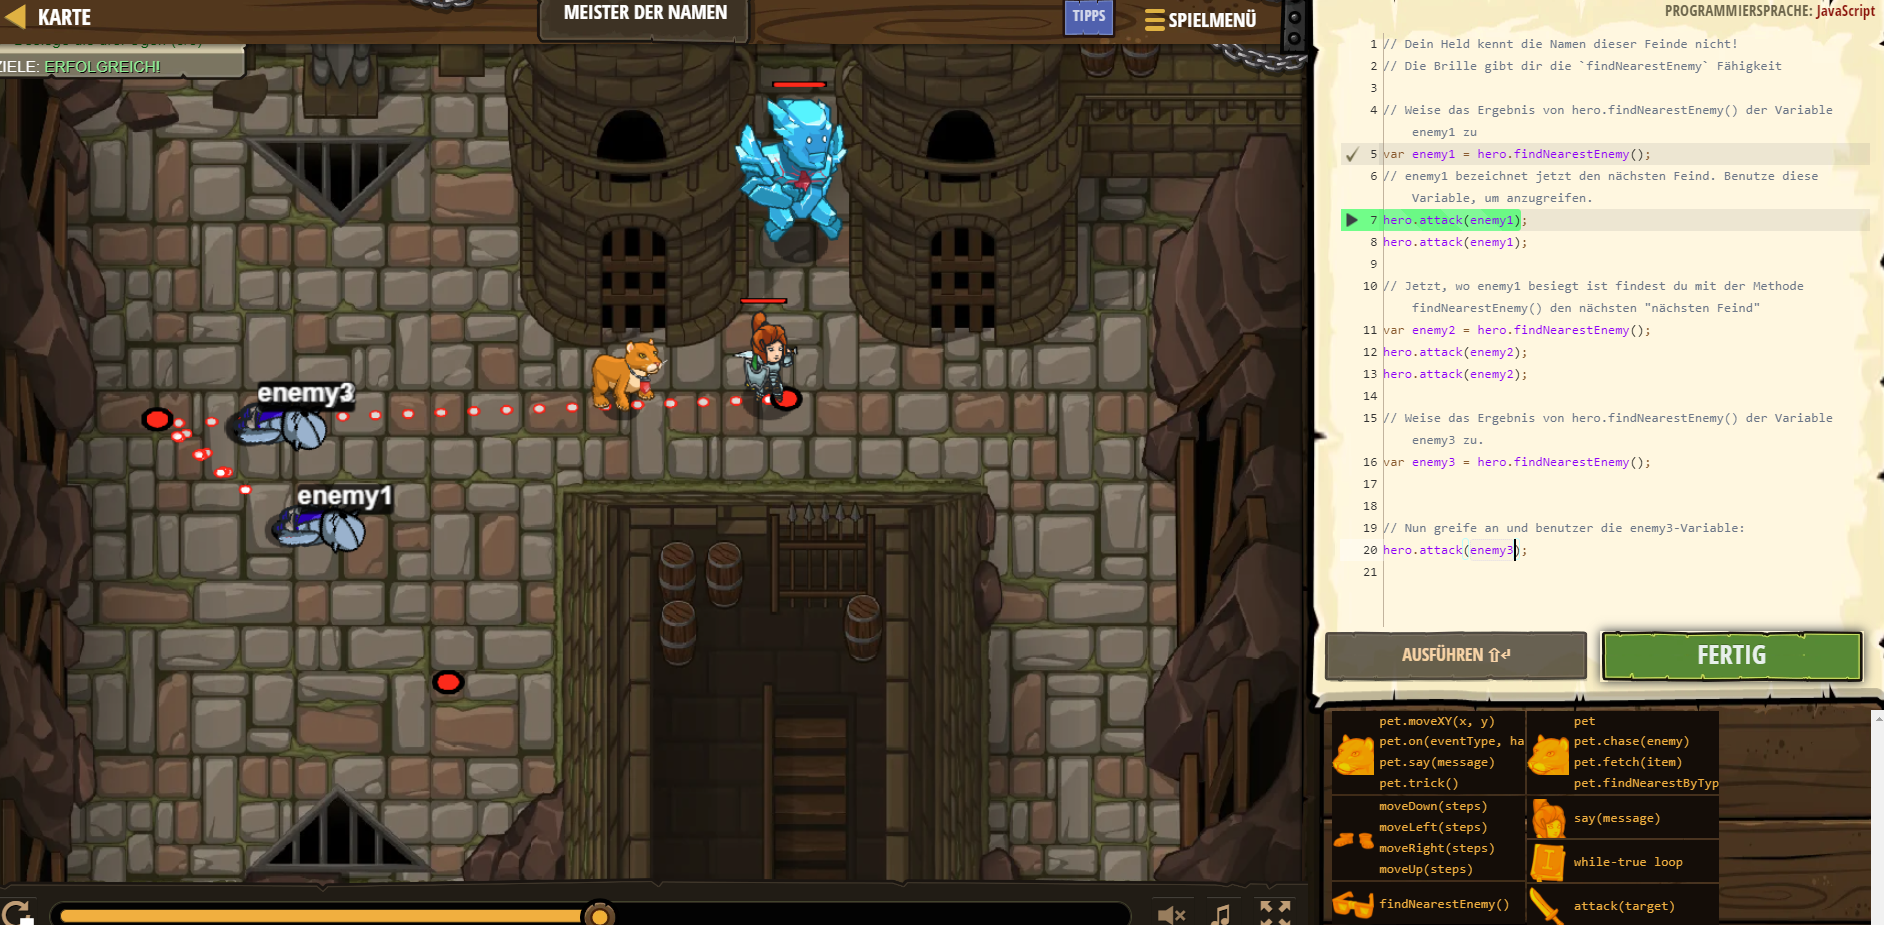 KARTE
MEISTER DER NAMEN
TIPPS
SPIELMENÜ
PROGRAMMIERSPRACHE: JavaScript
ZIELE: ERFOLGREICH!
enemy3
enemy1
1 // Dein Held kennt die Namen dieser Feinde nicht!
2 // Die Brille gibt dir die `findNearestEnemy` Fähigkeit
3
4 // Weise das Ergebnis von hero.findNearestEnemy() der Variable
enemy1 zu
5 var enemy1 = hero.findNearestEnemy();
6 // enemy1 bezeichnet jetzt den nächsten Feind. Benutze diese
Variable, um anzugreifen.
7 hero.attack(enemy1);
8 hero.attack(enemy1);
9
10 // Jetzt, wo enemy1 besiegt ist findest du mit der Methode
findNearestEnemy() den nächsten "nächsten Feind"
11 var enemy2 = hero.findNearestEnemy();
12 hero.attack(enemy2);
13 hero.attack(enemy2);
14
15 // Weise das Ergebnis von hero.findNearestEnemy() der Variable
enemy3 zu.
16 var enemy3 = hero.findNearestEnemy();
17
18
19 // Nun greife an und benutzer die enemy3-Variable:
20 hero.attack(enemy3);
21
AUSFÜHREN ⇧↵
FERTIG
pet.moveXY(x, y)
pet.on(eventType, ha
pet.say(message)
pet.trick()
moveDown(steps)
moveLeft(steps)
moveRight(steps)
moveUp(steps)
findNearestEnemy()
pet
pet.chase(enemy)
pet.fetch(item)
pet.findNearestByTyp
say(message)
while-true loop
attack(target)